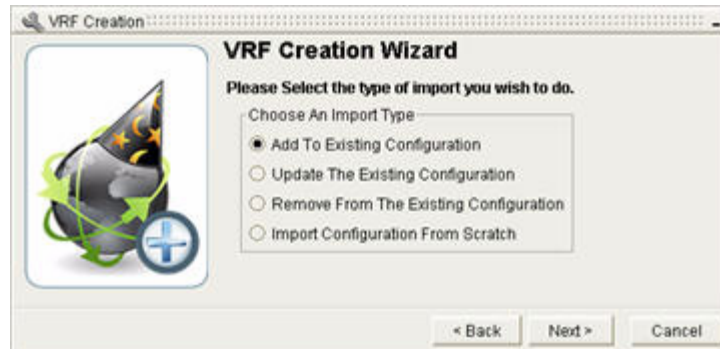 VRF Creation
VRF Creation Wizard
Please Select the type of import you wish to do.
Choose An Import Type
Add To Existing Configuration
Update The Existing Configuration
Remove From The Existing Configuration
Import Configuration From Scratch
< Back Next > Cancel